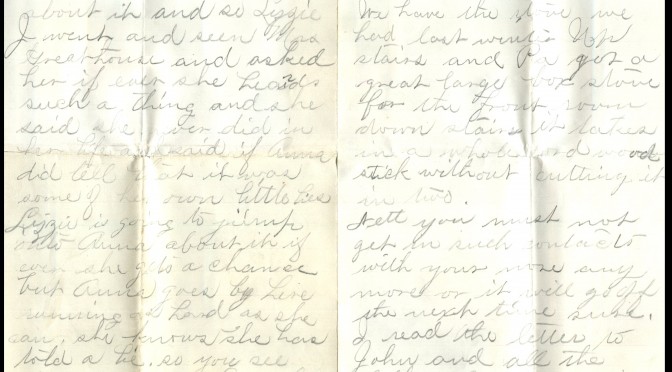 about it and so Lizzie
I went and seen Mrs
Greathouse and asked
her if ever she heard
such a thing and she
said she ever did in
her life and said if Anna
did tell that it was
some of her own little lies
Lizzie is going to jump
onto Anna about it if
ever she gets a chance
but Anna goes by here
running as hard as she
can, she knows she has
told a lie. so you see
We have the stove we
had last winter Up
stairs and Pa got a
great large box stove
for the front room
down stairs it takes
in a whole cord wood
stick without cutting it
in two.
Nett you must not
get in such contacts
with your nose any
more or it will go off
the next time sure.
I read the letter to
John and all the